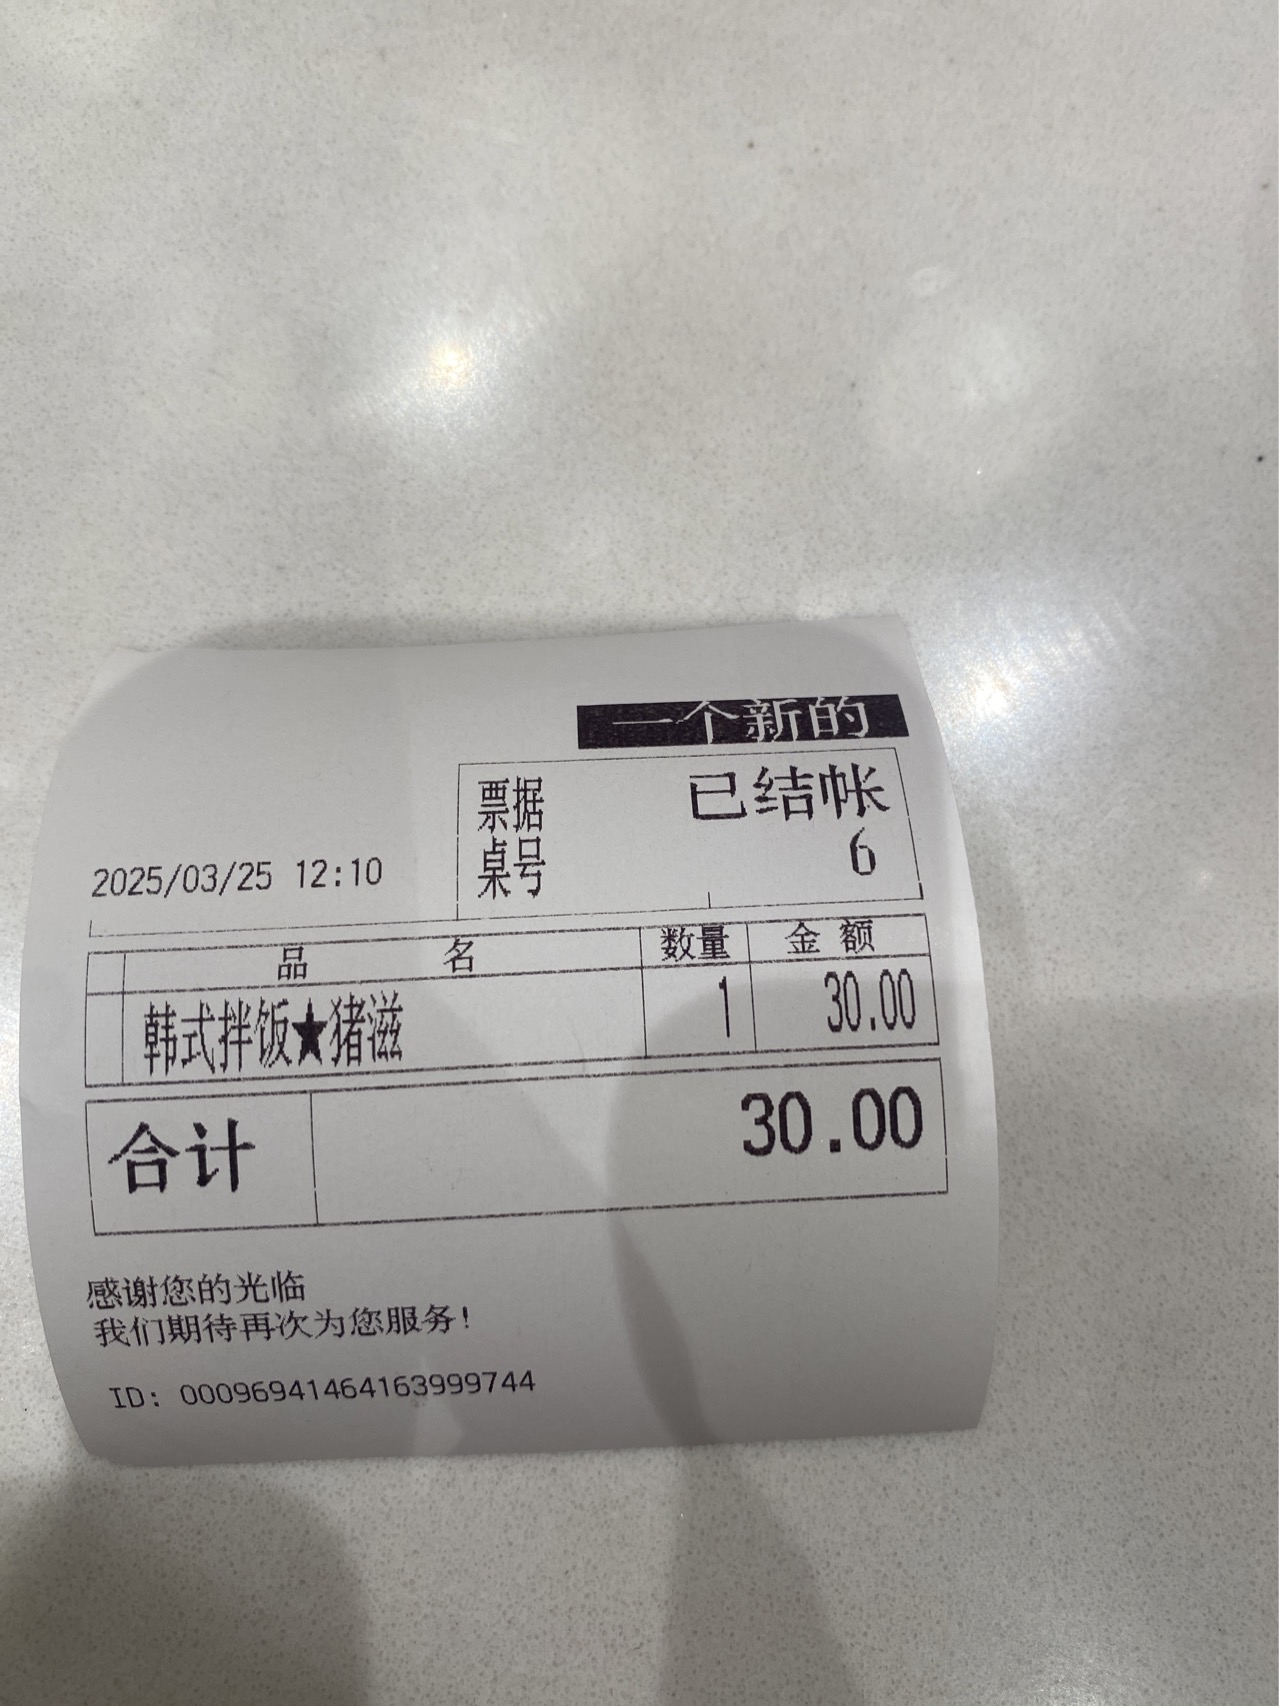 一个新的
票据 已结帐
2025/03/25 12:10 桌号 6
品 名 数量 金 额
韩式拌饭★猪滋 1 30.00
合计 30.00
感谢您的光临
我们期待再次为您服务!
ID: 00096941464163999744